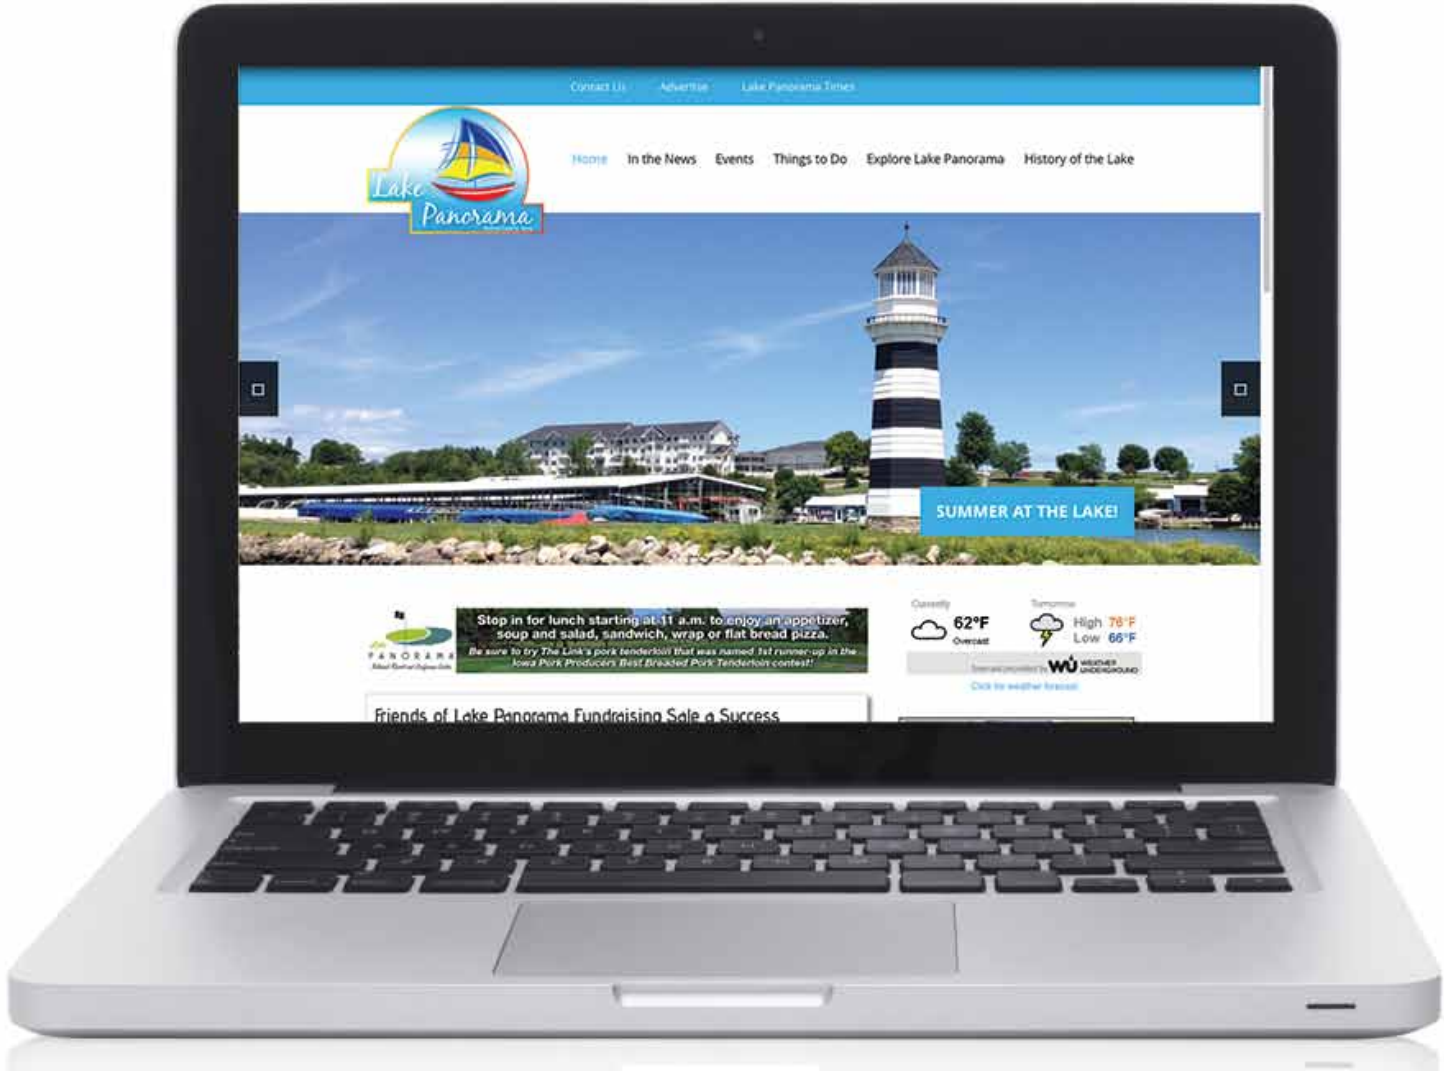 Contact Us Advertise Lake Panorama Times
Lake
Panorama
Home In the News Events Things to Do Explore Lake Panorama History of the Lake
SUMMER AT THE LAKE!
PANORAMA
Stop in for lunch starting at 11 a.m. to enjoy an appetizer,
soup and salad, sandwich, wrap or flat bread pizza.
Be sure to try The Link's pork tenderloin that was named 1st runner-up in the
Iowa Pork Producers Best Breaded Pork Tenderloin contest!
Currently
62°F
Overcast
Tomorrow
High 76°F
Low 66°F
WU WEATHER
UNDERGROUND
Click for weather forecast
Friends of Lake Panorama Fundraising Sale a Success